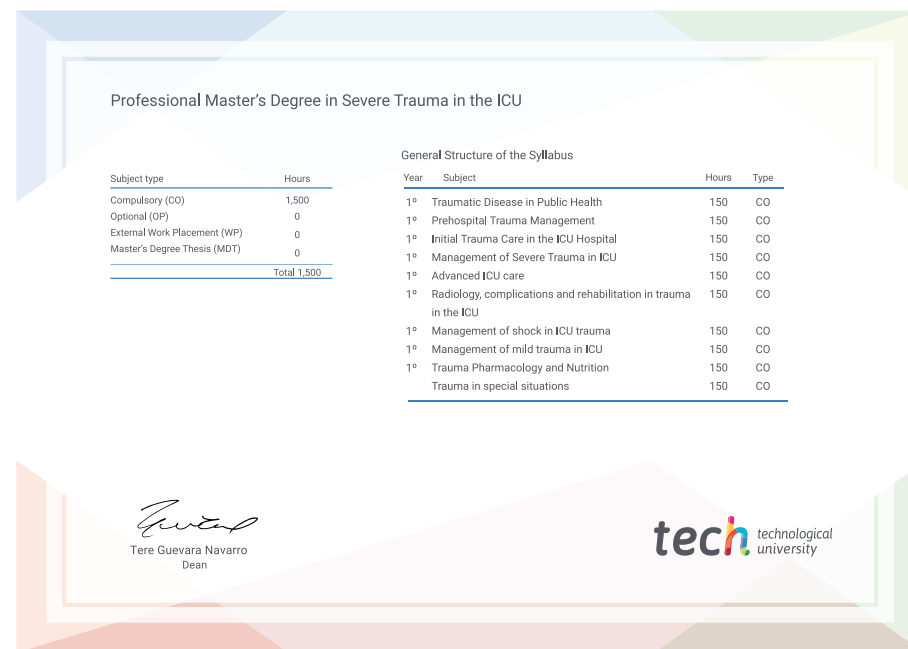 Professional Master's Degree in Severe Trauma in the ICU
Subject type Hours
Compulsory (CO) 1,500
Optional (OP) 0
External Work Placement (WP) 0
Master's Degree Thesis (MDT) 0
Total 1,500
General Structure of the Syllabus
Year Subject Hours Type
1º Traumatic Disease in Public Health 150 CO
1º Prehospital Trauma Management 150 CO
1º Initial Trauma Care in the ICU Hospital 150 CO
1º Management of Severe Trauma in ICU 150 CO
1º Advanced ICU care 150 CO
1º Radiology, complications and rehabilitation in trauma 150 CO
in the ICU
1º Management of shock in ICU trauma 150 CO
1º Management of mild trauma in ICU 150 CO
1º Trauma Pharmacology and Nutrition 150 CO
Trauma in special situations 150 CO
Tere Guevara Navarro
Dean
tech technological
university